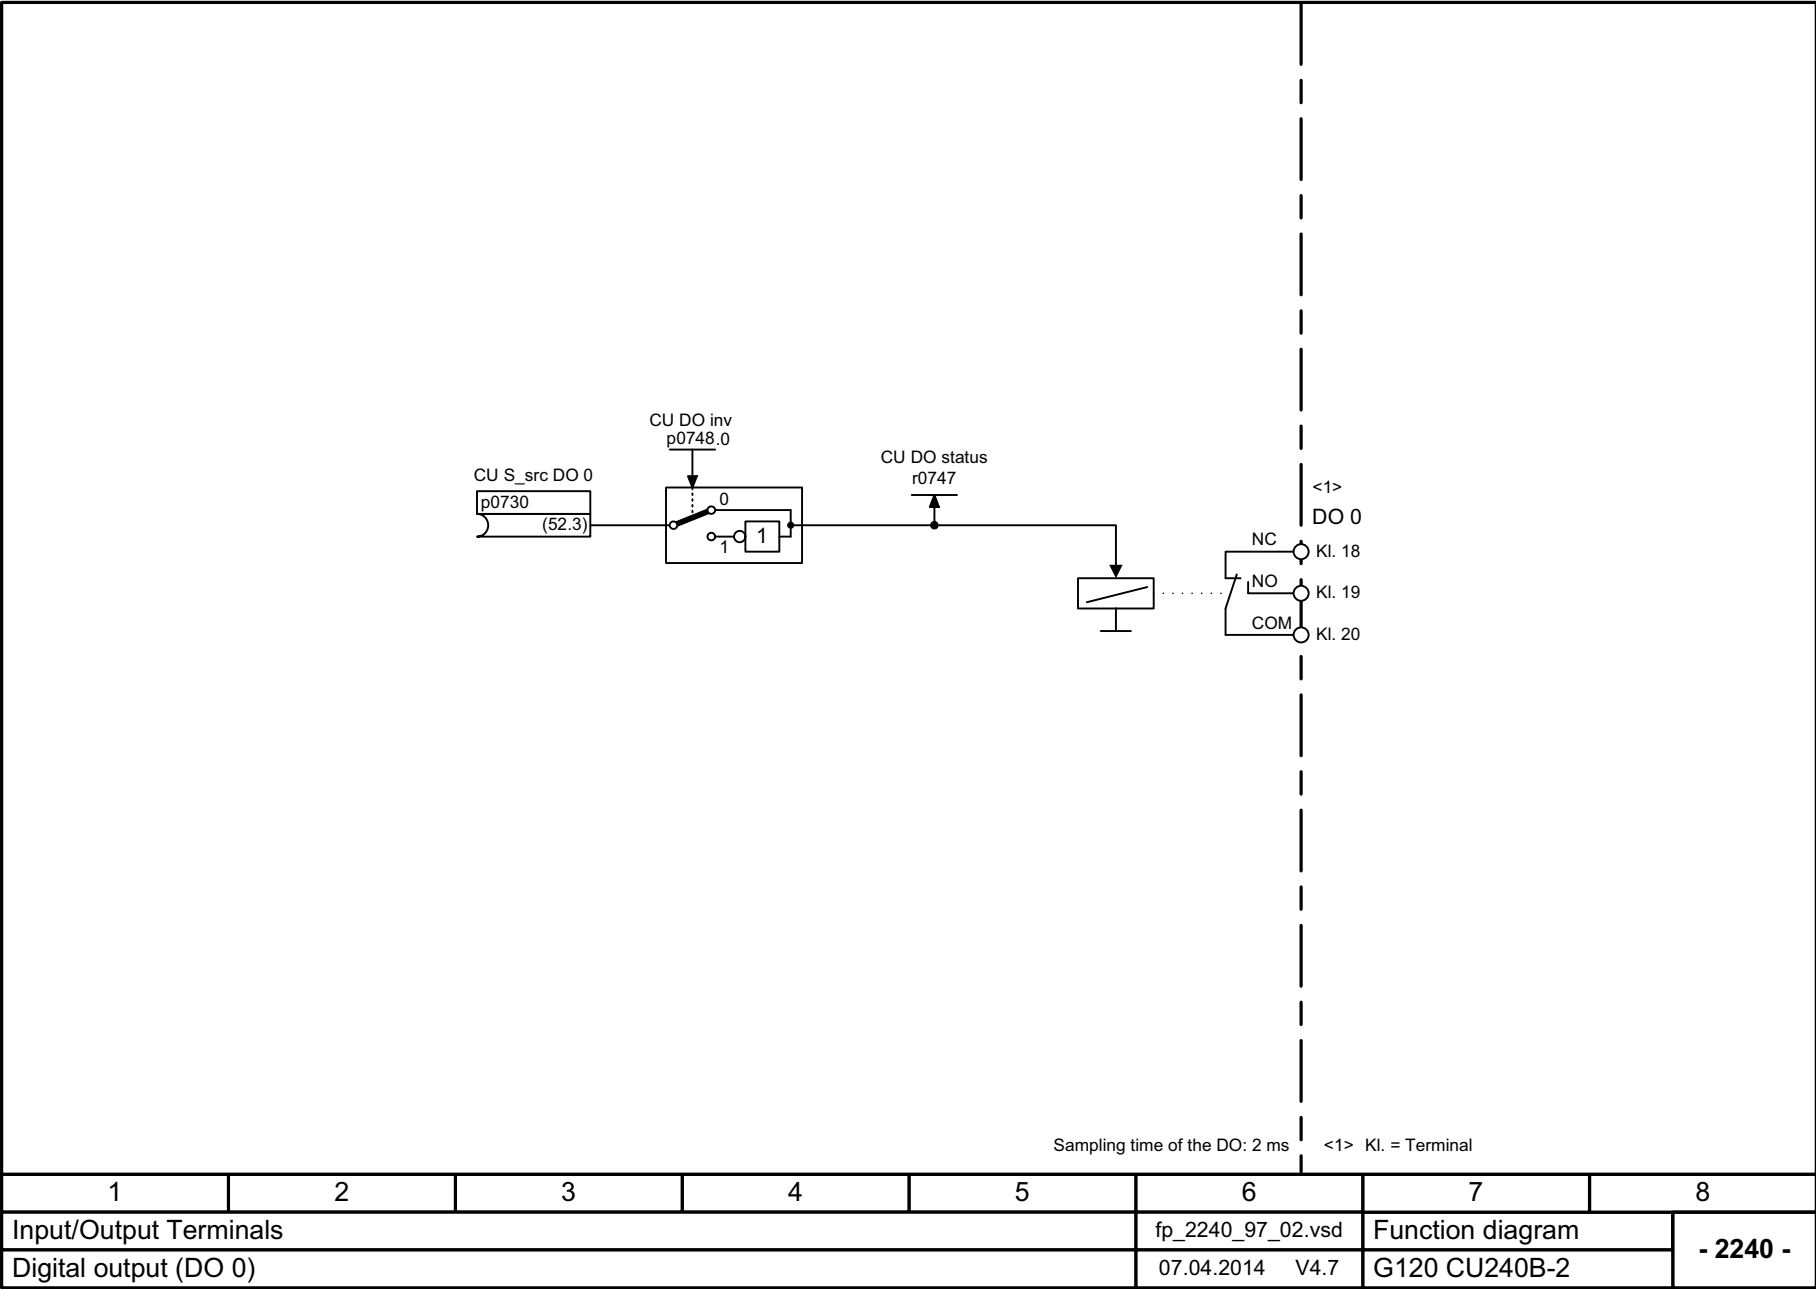 CU DO inv
p0748.0
CU S_src DO 0
p0730
(52.3)
0
1
1
CU DO status
r0747
<1>
DO 0
NC
Kl. 18
NO
Kl. 19
COM
Kl. 20
Sampling time of the DO: 2 ms
<1> Kl. = Terminal
1 2 3 4 5 6 7 8
Input/Output Terminals
fp_2240_97_02.vsd
Function diagram
- 2240 -
Digital output (DO 0)
07.04.2014 V4.7
G120 CU240B-2